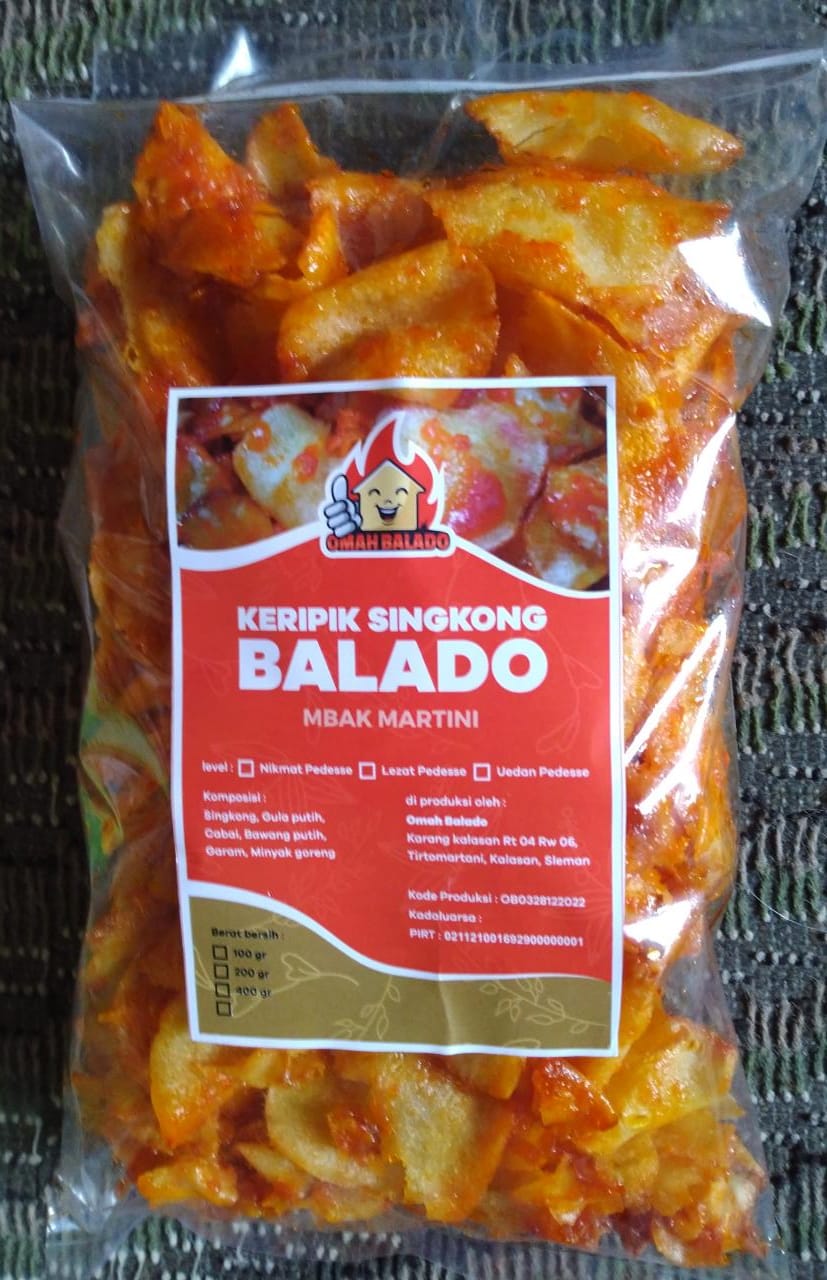 OMAH BALADO
KERIPIK SINGKONG
BALADO
MBAK MARTINI
level : Nikmat Pedesse Lezat Pedesse Uedan Pedesse
Komposisi :
Singkong, Gula putih,
Cabai, Bawang putih,
Garam, Minyak goreng
di produksi oleh :
Omah Balado
Karang kalasan Rt 04 Rw 06,
Tirtomartani, Kalasan, Sleman
Kode Produksi : OB0328122022
Kadaluarsa :
PIRT : 021121001692900000001
Berat bersih :
100 gr
200 gr
400 gr